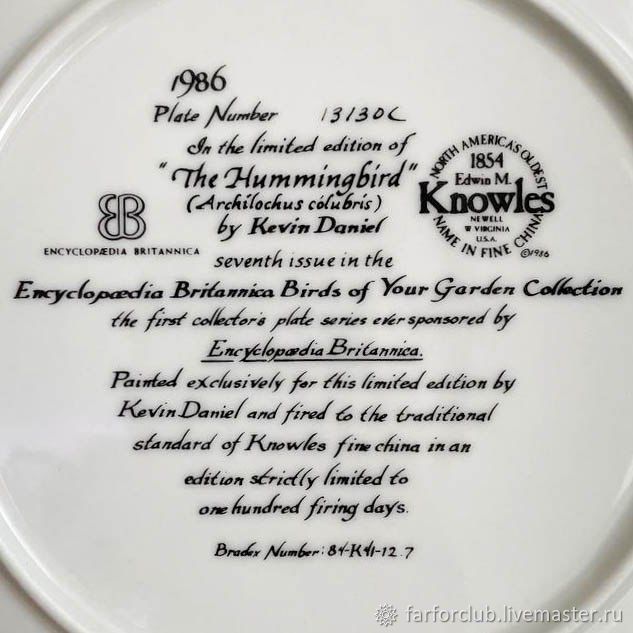 1986
Plate Number 13130C
In the limited edition of
"The Hummingbird"
(Archilochus colubris)
by Kevin Daniel
NORTH AMERICA'S OLDEST
1854
Edwin M.
Knowles
NEWELL
W VIRGINIA
U.S.A.
NAME IN FINE CHINA
©1986
EB
ENCYCLOPÆDIA BRITANNICA
seventh issue in the
Encyclopædia Britannica Birds of Your Garden Collection
the first collector's plate series ever sponsored by
Encyclopædia Britannica.
Painted exclusively for this limited edition by
Kevin Daniel and fired to the traditional
standard of Knowles fine china in an
edition strictly limited to
one hundred firing days.
Bradex Number: 84-K41-12.7
farforclub.livemaster.ru